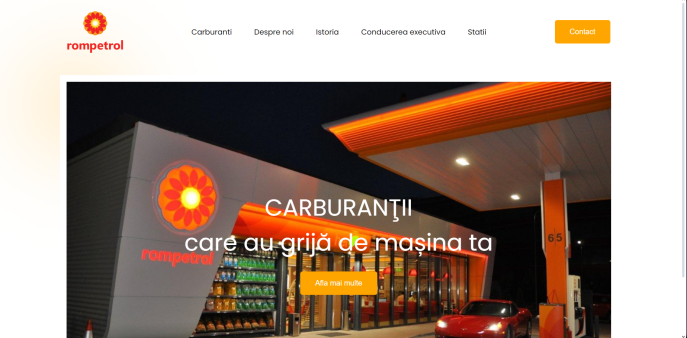 rompetrol
Carburanti
Despre noi
Istoria
Conducerea executiva
Statii
Contact
CARBURANŢII
care au grijă de mașina ta
rompetrol
Afla mai multe
65